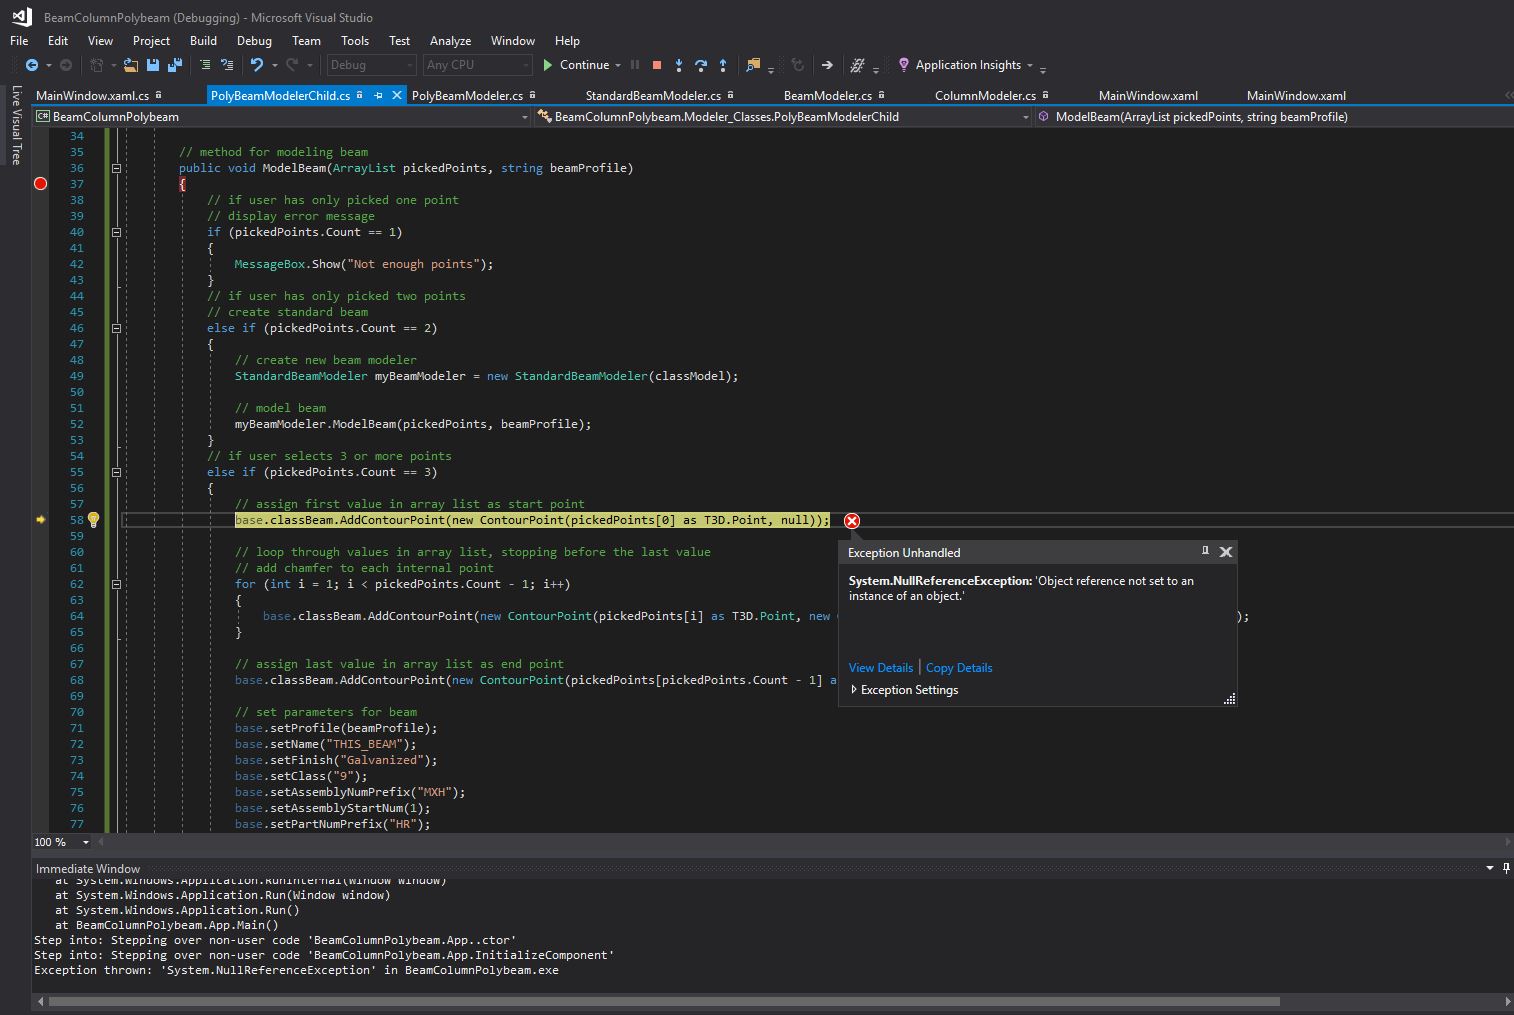 BeamColumnPolybeam (Debugging) - Microsoft Visual Studio
File Edit View Project Build Debug Team Tools Test Analyze Window Help
Debug Any CPU Continue Application Insights
Live Visual Tree
MainWindow.xaml.cs PolyBeamModelerChild.cs PolyBeamModeler.cs StandardBeamModeler.cs BeamModeler.cs ColumnModeler.cs MainWindow.xaml MainWindow.xaml
C# BeamColumnPolybeam BeamColumnPolybeam.Modeler_Classes.PolyBeamModelerChild ModelBeam(ArrayList pickedPoints, string beamProfile)
34
35 // method for modeling beam
36 public void ModelBeam(ArrayList pickedPoints, string beamProfile)
37 {
38 // if user has only picked one point
39 // display error message
40 if (pickedPoints.Count == 1)
41 {
42 MessageBox.Show("Not enough points");
43 }
44 // if user has only picked two points
45 // create standard beam
46 else if (pickedPoints.Count == 2)
47 {
48 // create new beam modeler
49 StandardBeamModeler myBeamModeler = new StandardBeamModeler(classModel);
50
51 // model beam
52 myBeamModeler.ModelBeam(pickedPoints, beamProfile);
53 }
54 // if user selects 3 or more points
55 else if (pickedPoints.Count == 3)
56 {
57 // assign first value in array list as start point
58 base.classBeam.AddContourPoint(new ContourPoint(pickedPoints[0] as T3D.Point, null));
59
60 // loop through values in array list, stopping before the last value
61 // add chamfer to each internal point
62 for (int i = 1; i < pickedPoints.Count - 1; i++)
63 {
64 base.classBeam.AddContourPoint(new ContourPoint(pickedPoints[i] as T3D.Point, new );
65 }
66
67 // assign last value in array list as end point
68 base.classBeam.AddContourPoint(new ContourPoint(pickedPoints[pickedPoints.Count - 1] a
69
70 // set parameters for beam
71 base.setProfile(beamProfile);
72 base.setName("THIS_BEAM");
73 base.setFinish("Galvanized");
74 base.setClass("9");
75 base.setAssemblyNumPrefix("MXH");
76 base.setAssemblyStartNum(1);
77 base.setPartNumPrefix("HR");
Exception Unhandled
System.NullReferenceException: 'Object reference not set to an
instance of an object.'
View Details | Copy Details
Exception Settings
100 %
Immediate Window
at System.Windows.Application.RunInternal(Window window)
at System.Windows.Application.Run(Window window)
at System.Windows.Application.Run()
at BeamColumnPolybeam.App.Main()
Step into: Stepping over non-user code 'BeamColumnPolybeam.App..ctor'
Step into: Stepping over non-user code 'BeamColumnPolybeam.App.InitializeComponent'
Exception thrown: 'System.NullReferenceException' in BeamColumnPolybeam.exe